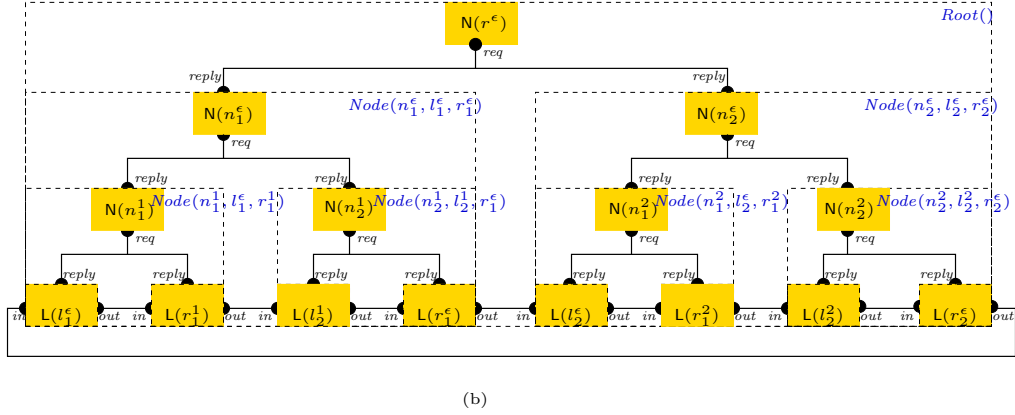 N(r^ϵ) Root()
req
reply reply
N(n_1^ϵ) Node(n_1^ϵ, l_1^ϵ, r_1^ϵ) N(n_2^ϵ) Node(n_2^ϵ, l_2^ϵ, r_2^ϵ)
req req
reply reply reply reply
N(n_1^1) Node(n_1^1, l_1^ϵ, r_1^1) N(n_2^1) Node(n_2^1, l_2^1, r_1^ϵ) N(n_1^2) Node(n_1^2, l_2^ϵ, r_1^2) N(n_2^2) Node(n_2^2, l_2^2, r_2^ϵ)
req req req req
reply reply reply reply reply reply reply reply
in L(l_1^ϵ) out in L(r_1^1) out in L(l_2^1) out in L(r_1^ϵ) out in L(l_2^ϵ) out in L(r_1^2) out in L(l_2^2) out in L(r_2^ϵ) out
(b)